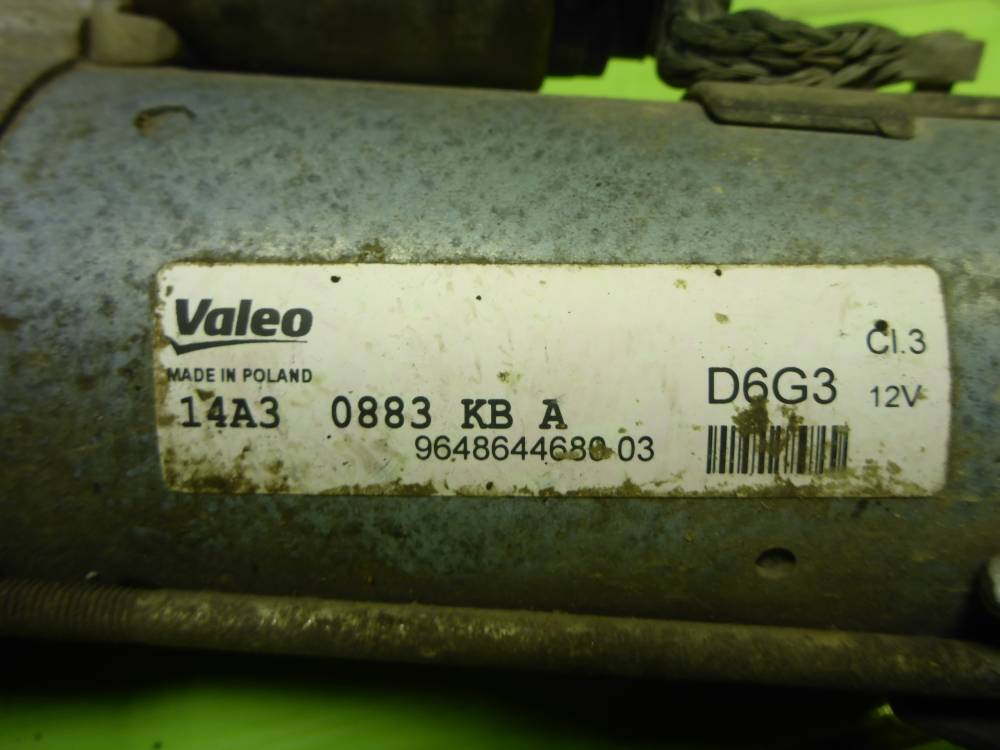 Valeo
MADE IN POLAND
14A3 0883 KB A
9648644680-03
D6G3
Cl.3
12V